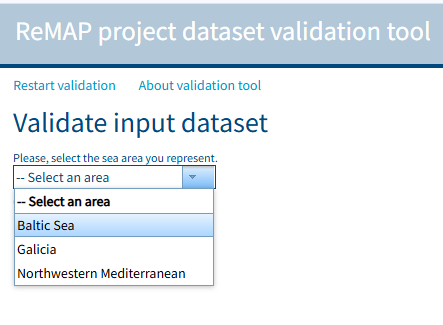 ReMAP project dataset validation tool
Restart validation About validation tool
Validate input dataset
Please, select the sea area you represent.
-- Select an area
-- Select an area
Baltic Sea
Galicia
Northwestern Mediterranean